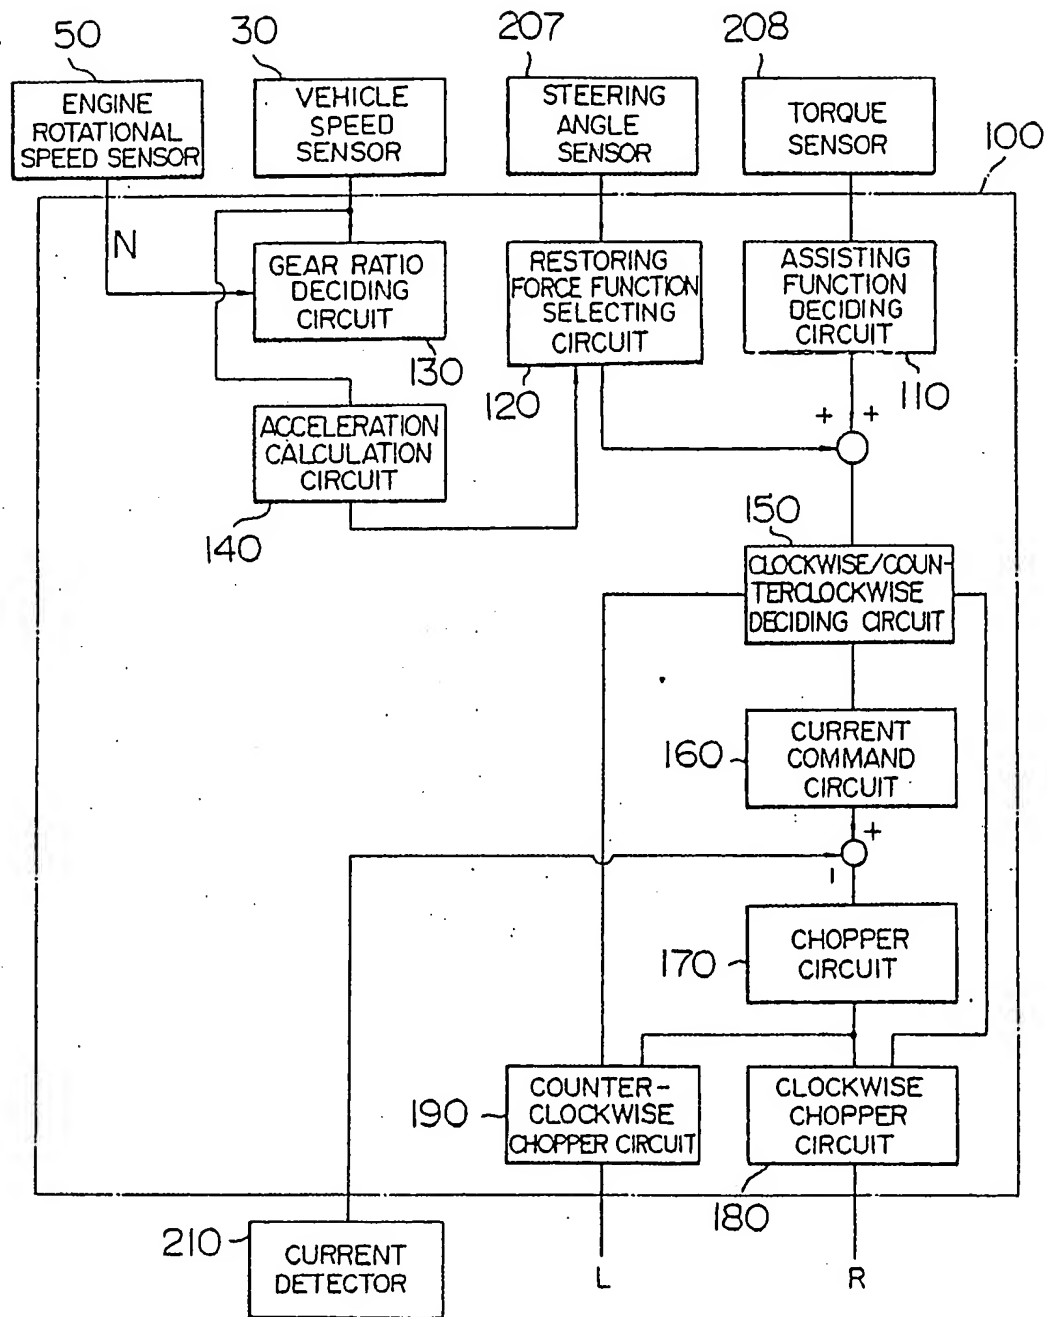 50
30
207
208
ENGINE
ROTATIONAL
SPEED SENSOR
VEHICLE
SPEED
SENSOR
STEERING
ANGLE
SENSOR
TORQUE
SENSOR
100
N
GEAR RATIO
DECIDING
CIRCUIT
130
RESTORING
FORCE FUNCTION
SELECTING
CIRCUIT
120
ASSISTING
FUNCTION
DECIDING
CIRCUIT
110
ACCELERATION
CALCULATION
CIRCUIT
140
+ +
150
CLOCKWISE/COUN-
TERCLOCKWISE
DECIDING CIRCUIT
160
CURRENT
COMMAND
CIRCUIT
+
-
170
CHOPPER
CIRCUIT
190
COUNTER-
CLOCKWISE
CHOPPER CIRCUIT
CLOCKWISE
CHOPPER
CIRCUIT
180
210
CURRENT
DETECTOR
L
R